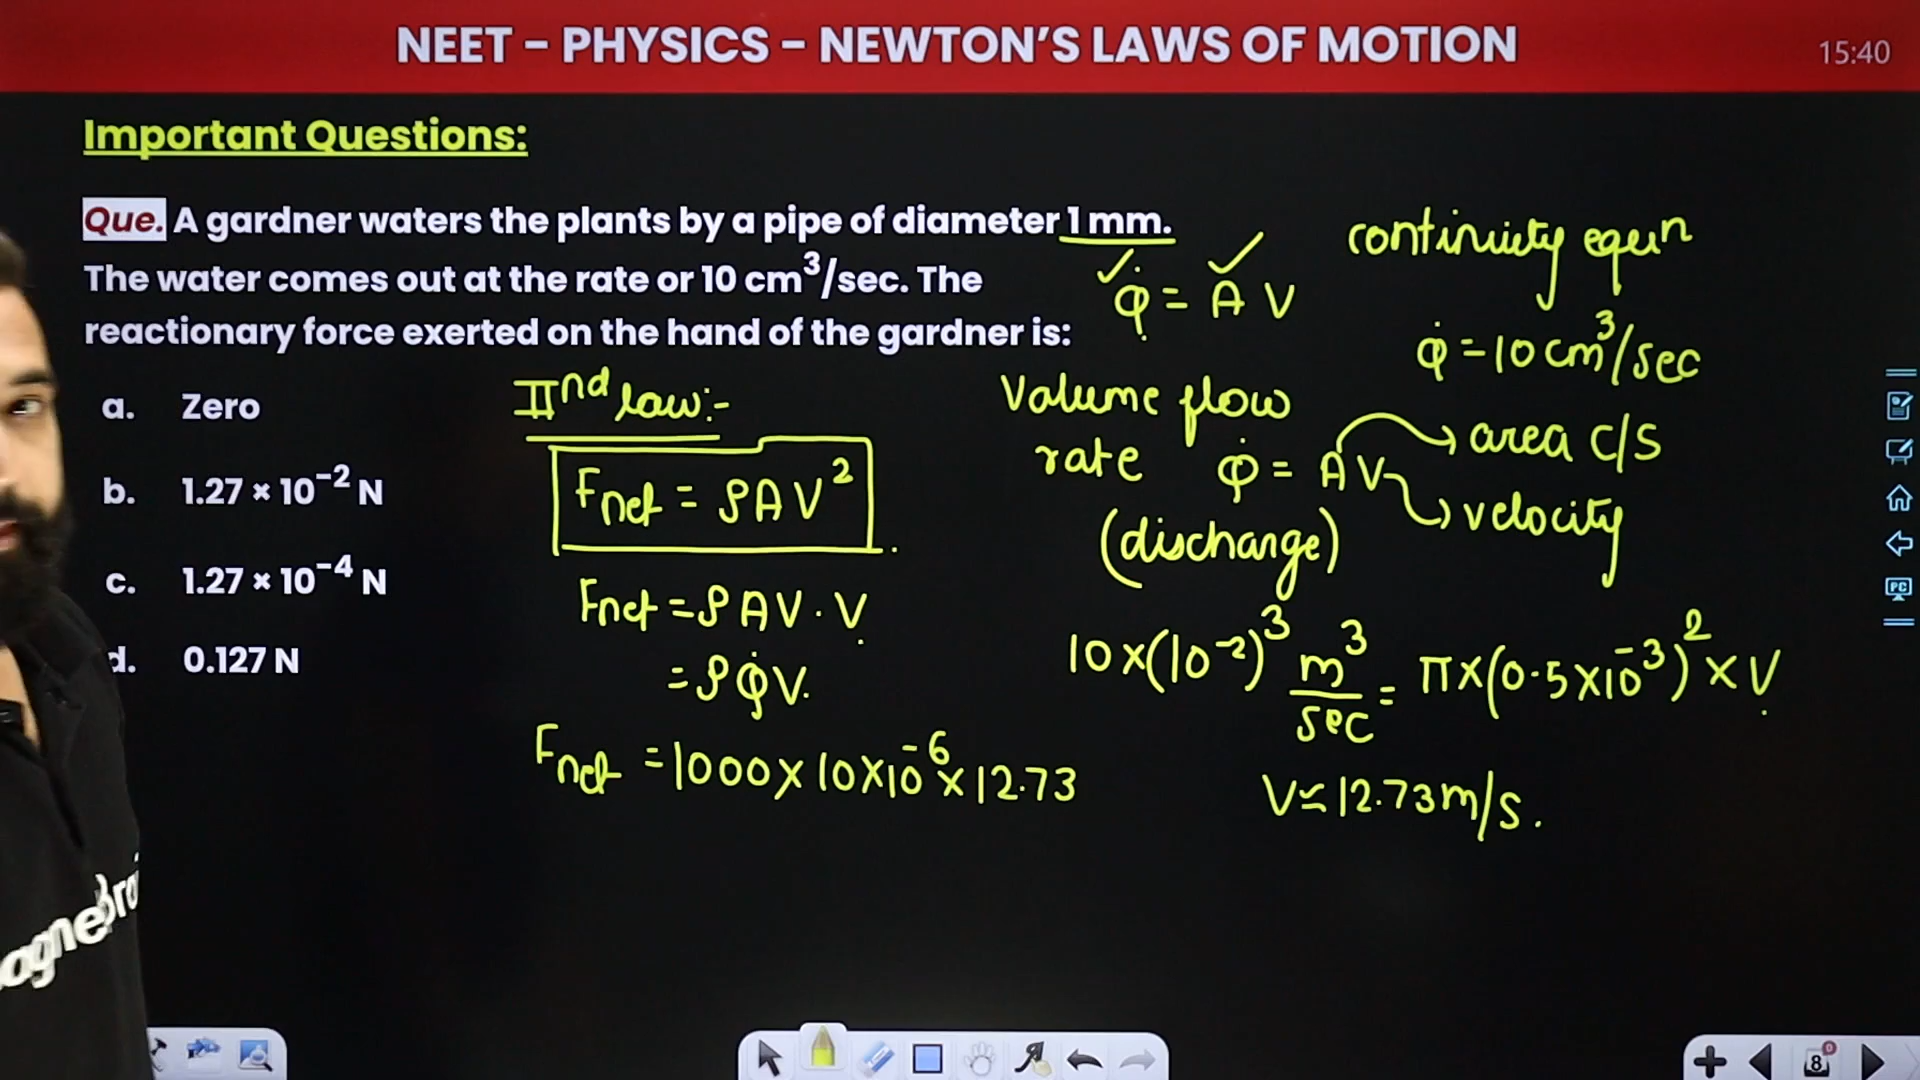 NEET – PHYSICS – NEWTON'S LAWS OF MOTION
15:40
Important Questions:
Que. A gardner waters the plants by a pipe of diameter 1 mm.
The water comes out at the rate or 10 cm³/sec. The
reactionary force exerted on the hand of the gardner is:
a. Zero
b. 1.27 × 10⁻² N
c. 1.27 × 10⁻⁴ N
d. 0.127 N
IInd law:-
Fnet = ρAV²
Fnet = ρAV·V
= ρφ̇V.
Fnet = 1000×10×10⁻⁶×12.73
✓φ̇ = ✓A V
continuity equn
φ̇ = 10 cm³/sec
Volume flow
rate φ̇ = AV
(discharge)
→ area c/s
→ velocity
10×(10⁻²)³ m³/sec = π×(0.5×10⁻³)²×V
V ≃ 12.73 m/s.
PC
8
0